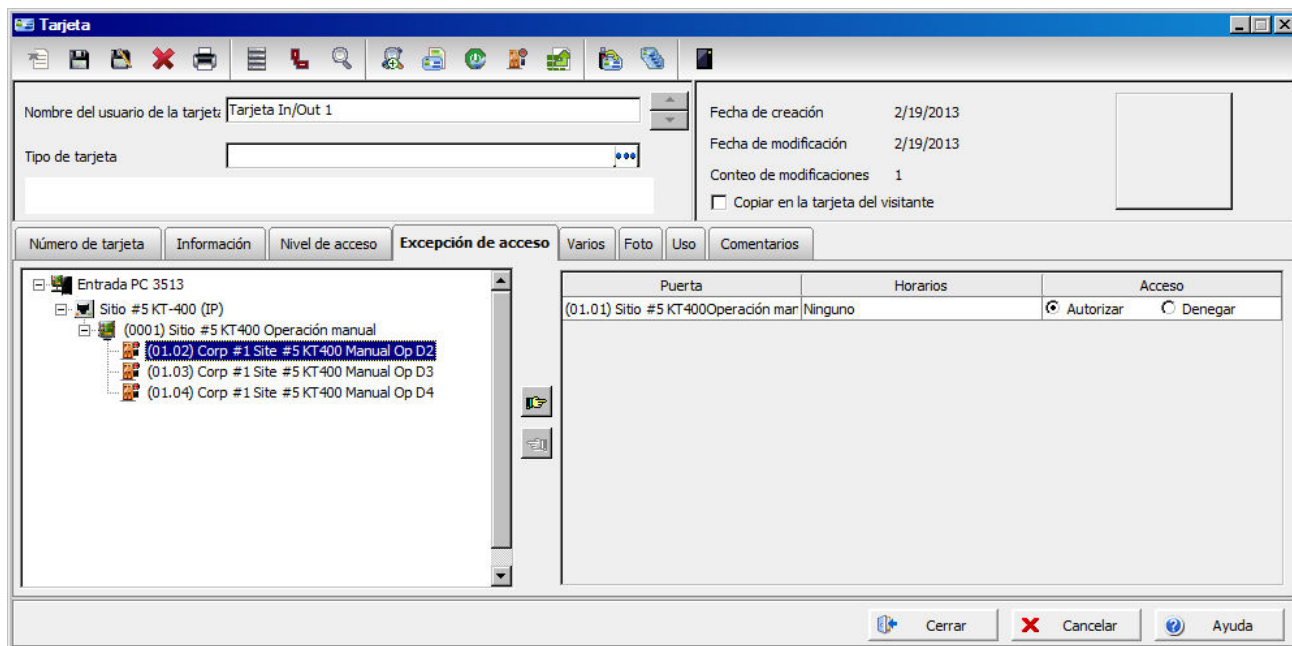 Tarjeta
Nombre del usuario de la tarjeta Tarjeta In/Out 1
Tipo de tarjeta
Fecha de creación 2/19/2013
Fecha de modificación 2/19/2013
Conteo de modificaciones 1
Copiar en la tarjeta del visitante
Número de tarjeta Información Nivel de acceso Excepción de acceso Varios Foto Uso Comentarios
Entrada PC 3513
Sitio #5 KT-400 (IP)
(0001) Sitio #5 KT400 Operación manual
(01.02) Corp #1 Site #5 KT400 Manual Op D2
(01.03) Corp #1 Site #5 KT400 Manual Op D3
(01.04) Corp #1 Site #5 KT400 Manual Op D4
Puerta Horarios Acceso
(01.01) Sitio #5 KT400Operación mar Ninguno Autorizar Denegar
Cerrar Cancelar Ayuda